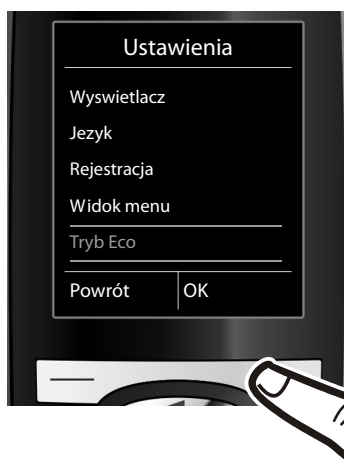 Ustawienia
Wyswietlacz
Jezyk
Rejestracja
Widok menu
Tryb Eco
Powrót OK